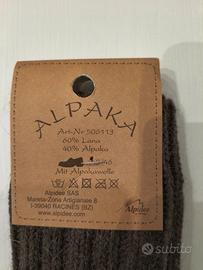 ALPAKA
Art-Nr 505113
60% Lana
40% Alpaka
Mit Alpakawolle
Alpidee SAS
Mareta-Zona Artigianale 8
I-39040 RACINES (BZ)
www.alpidee.com
Alpidee
subito